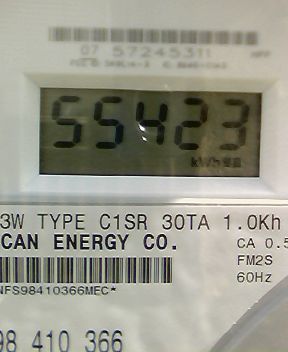 07 57245311
55423
kWh
3W TYPE C1SR 30TA 1.0Kh
CAN ENERGY CO.
CA 0.5
FM2S
60Hz
NFS98410366MEC*
98 410 366